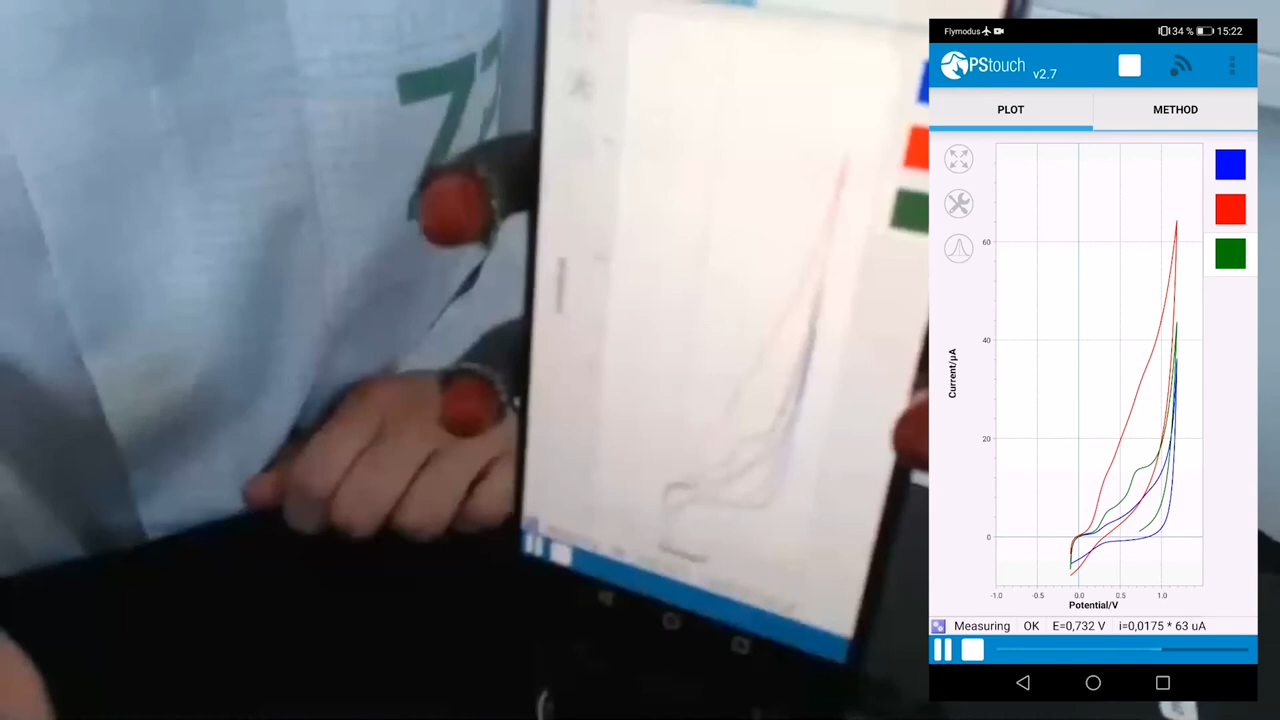 Flymodus 34 % 15:22
PStouch v2.7
PLOT METHOD
60
40
20
0
Current/µA
-1.0 -0.5 0.0 0.5 1.0
Potential/V
Measuring OK E=0,732 V i=0,0175 * 63 uA